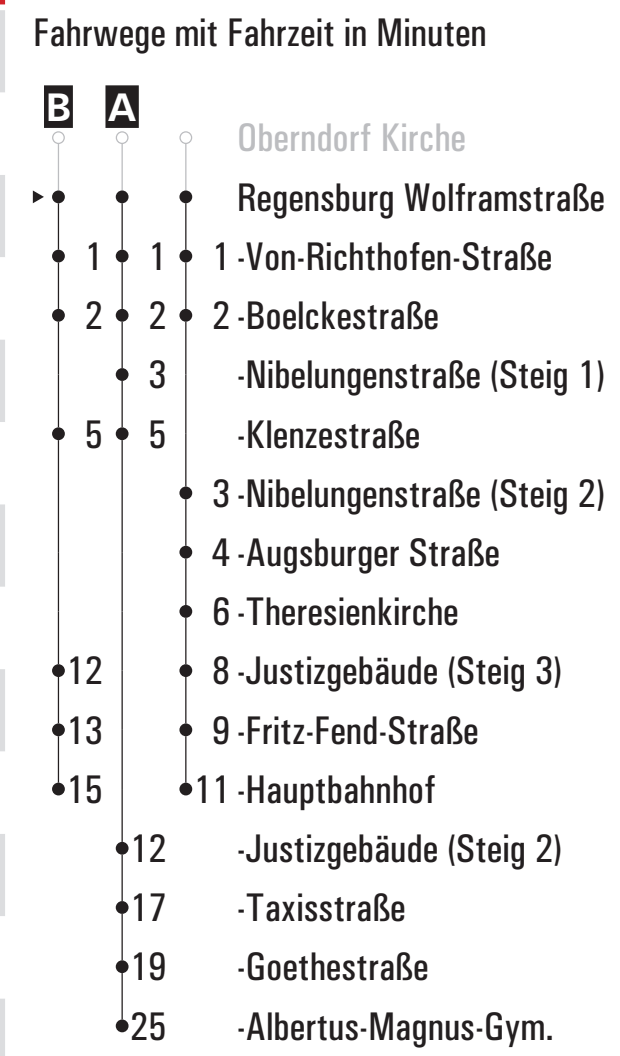 Fahrwege mit Fahrzeit in Minuten
B A
Oberndorf Kirche
Regensburg Wolframstraße
1 1 1 -Von-Richthofen-Straße
2 2 2 -Boelckestraße
3 -Nibelungenstraße (Steig 1)
5 5 -Klenzestraße
3 -Nibelungenstraße (Steig 2)
4 -Augsburger Straße
6 -Theresienkirche
12 8 -Justizgebäude (Steig 3)
13 9 -Fritz-Fend-Straße
15 11 -Hauptbahnhof
12 -Justizgebäude (Steig 2)
17 -Taxisstraße
19 -Goethestraße
25 -Albertus-Magnus-Gym.